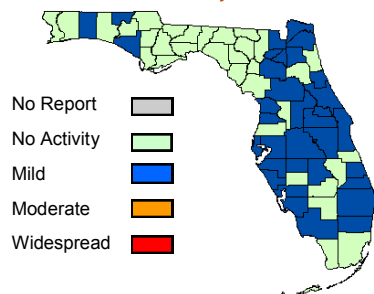 No Report
No Activity
Mild
Moderate
Widespread